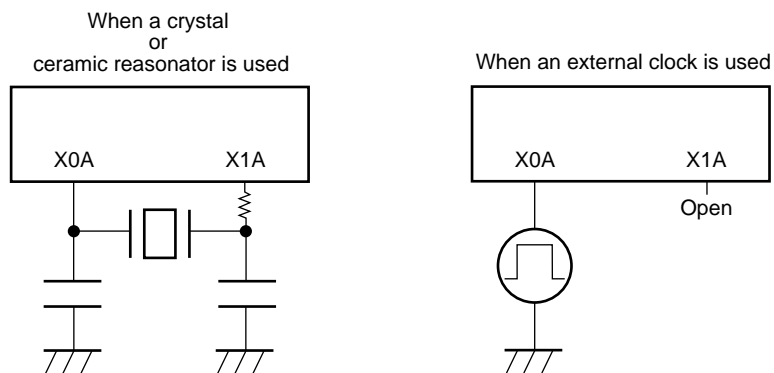 When a crystal
or
ceramic reasonator is used
X0A
X1A
When an external clock is used
X0A
X1A
Open